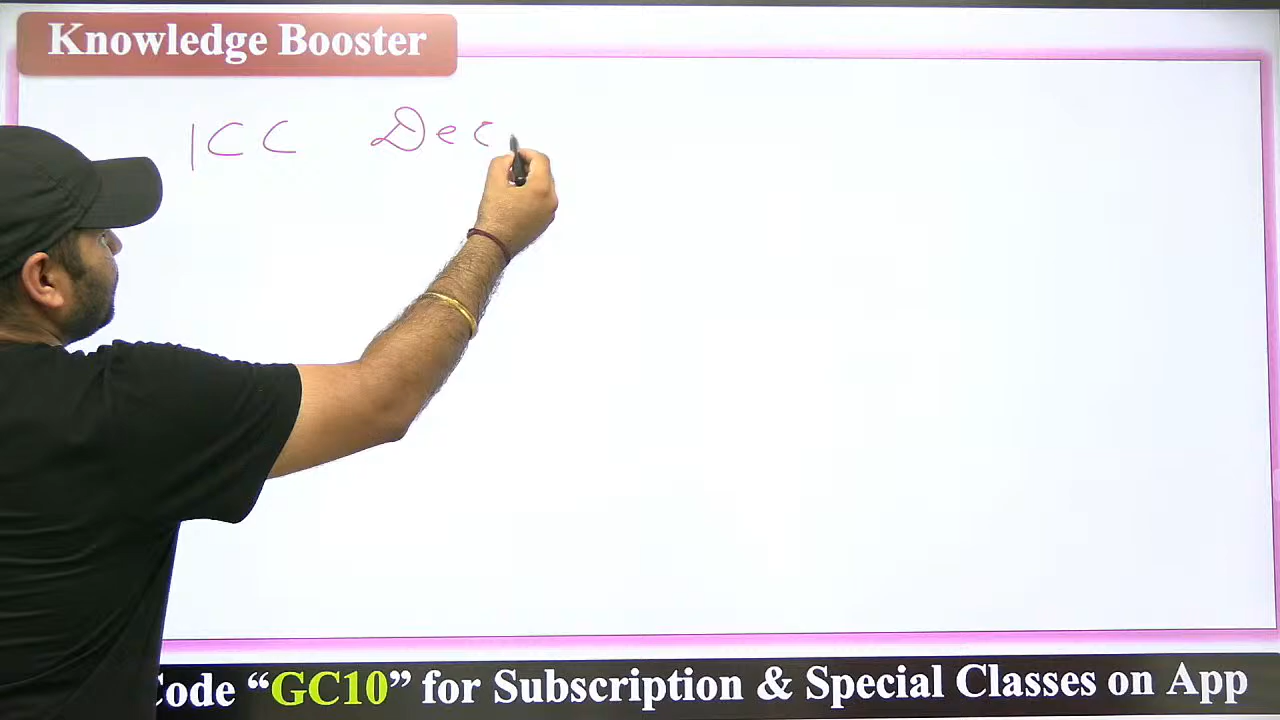 Knowledge Booster
ICC Dec
Code “GC10” for Subscription & Special Classes on App